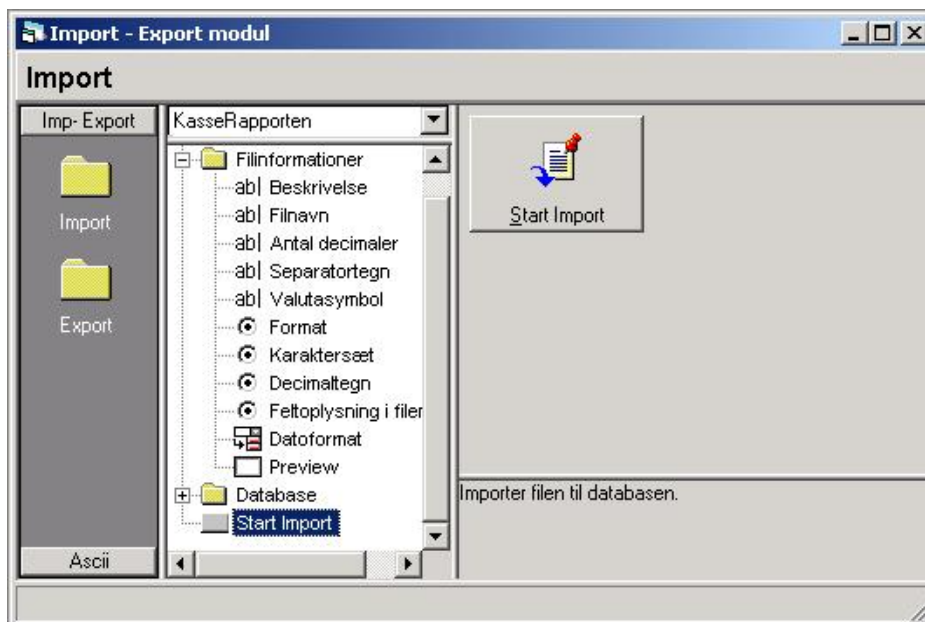 Import - Export modul
Import
Imp- Export
Import
Export
Ascii
KasseRapporten
Filinformationer
ab| Beskrivelse
ab| Filnavn
ab| Antal decimaler
ab| Separatortegn
ab| Valutasymbol
Format
Karaktersæt
Decimaltegn
Feltoplysning i filer
Datoformat
Preview
Database
Start Import
Start Import
Importer filen til databasen.